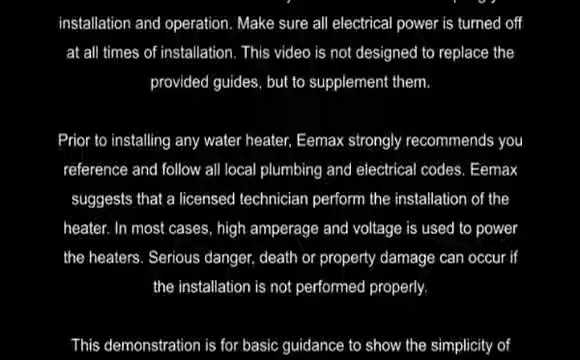 installation and operation. Make sure all electrical power is turned off
at all times of installation. This video is not designed to replace the
provided guides, but to supplement them.
Prior to installing any water heater, Eemax strongly recommends you
reference and follow all local plumbing and electrical codes. Eemax
suggests that a licensed technician perform the installation of the
heater. In most cases, high amperage and voltage is used to power
the heaters. Serious danger, death or property damage can occur if
the installation is not performed properly.
This demonstration is for basic guidance to show the simplicity of